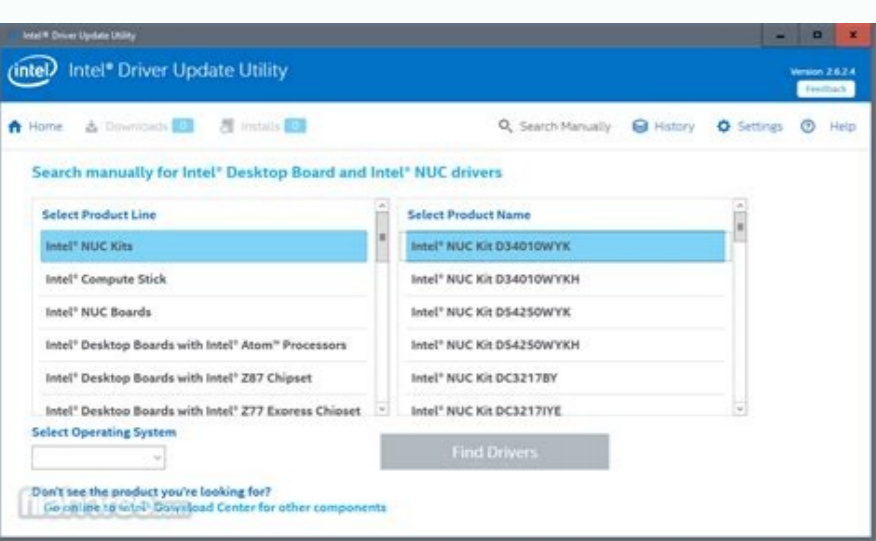 Intel® Driver Update Utility
intel Intel® Driver Update Utility
Version 2.6.2.4
Feedback
Home Downloads 0 Installs 0 Search Manually History Settings Help
Search manually for Intel® Desktop Board and Intel® NUC drivers
Select Product Line
Intel® NUC Kits
Intel® Compute Stick
Intel® NUC Boards
Intel® Desktop Boards with Intel® Atom™ Processors
Intel® Desktop Boards with Intel® Z87 Chipset
Intel® Desktop Boards with Intel® Z77 Express Chipset
Select Product Name
Intel® NUC Kit D34010WYK
Intel® NUC Kit D34010WYKH
Intel® NUC Kit D54250WYK
Intel® NUC Kit D54250WYKH
Intel® NUC Kit DC3217BY
Intel® NUC Kit DC3217IYE
Select Operating System
Find Drivers
Don't see the product you're looking for?
Go online to Intel® Download Center for other components